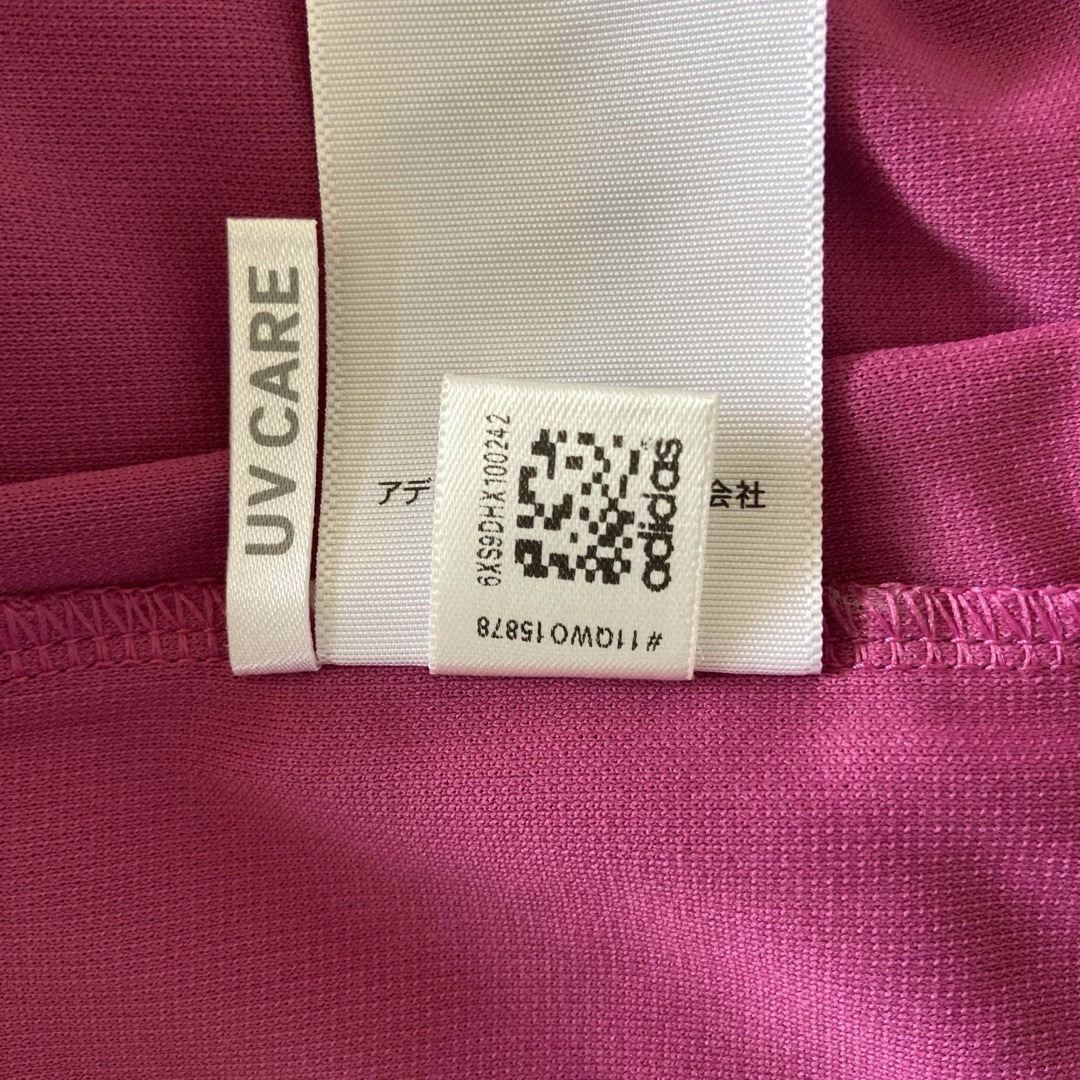 UV CARE
アデ
会社
6XS9DHX100242
adidas
#11QWO15878